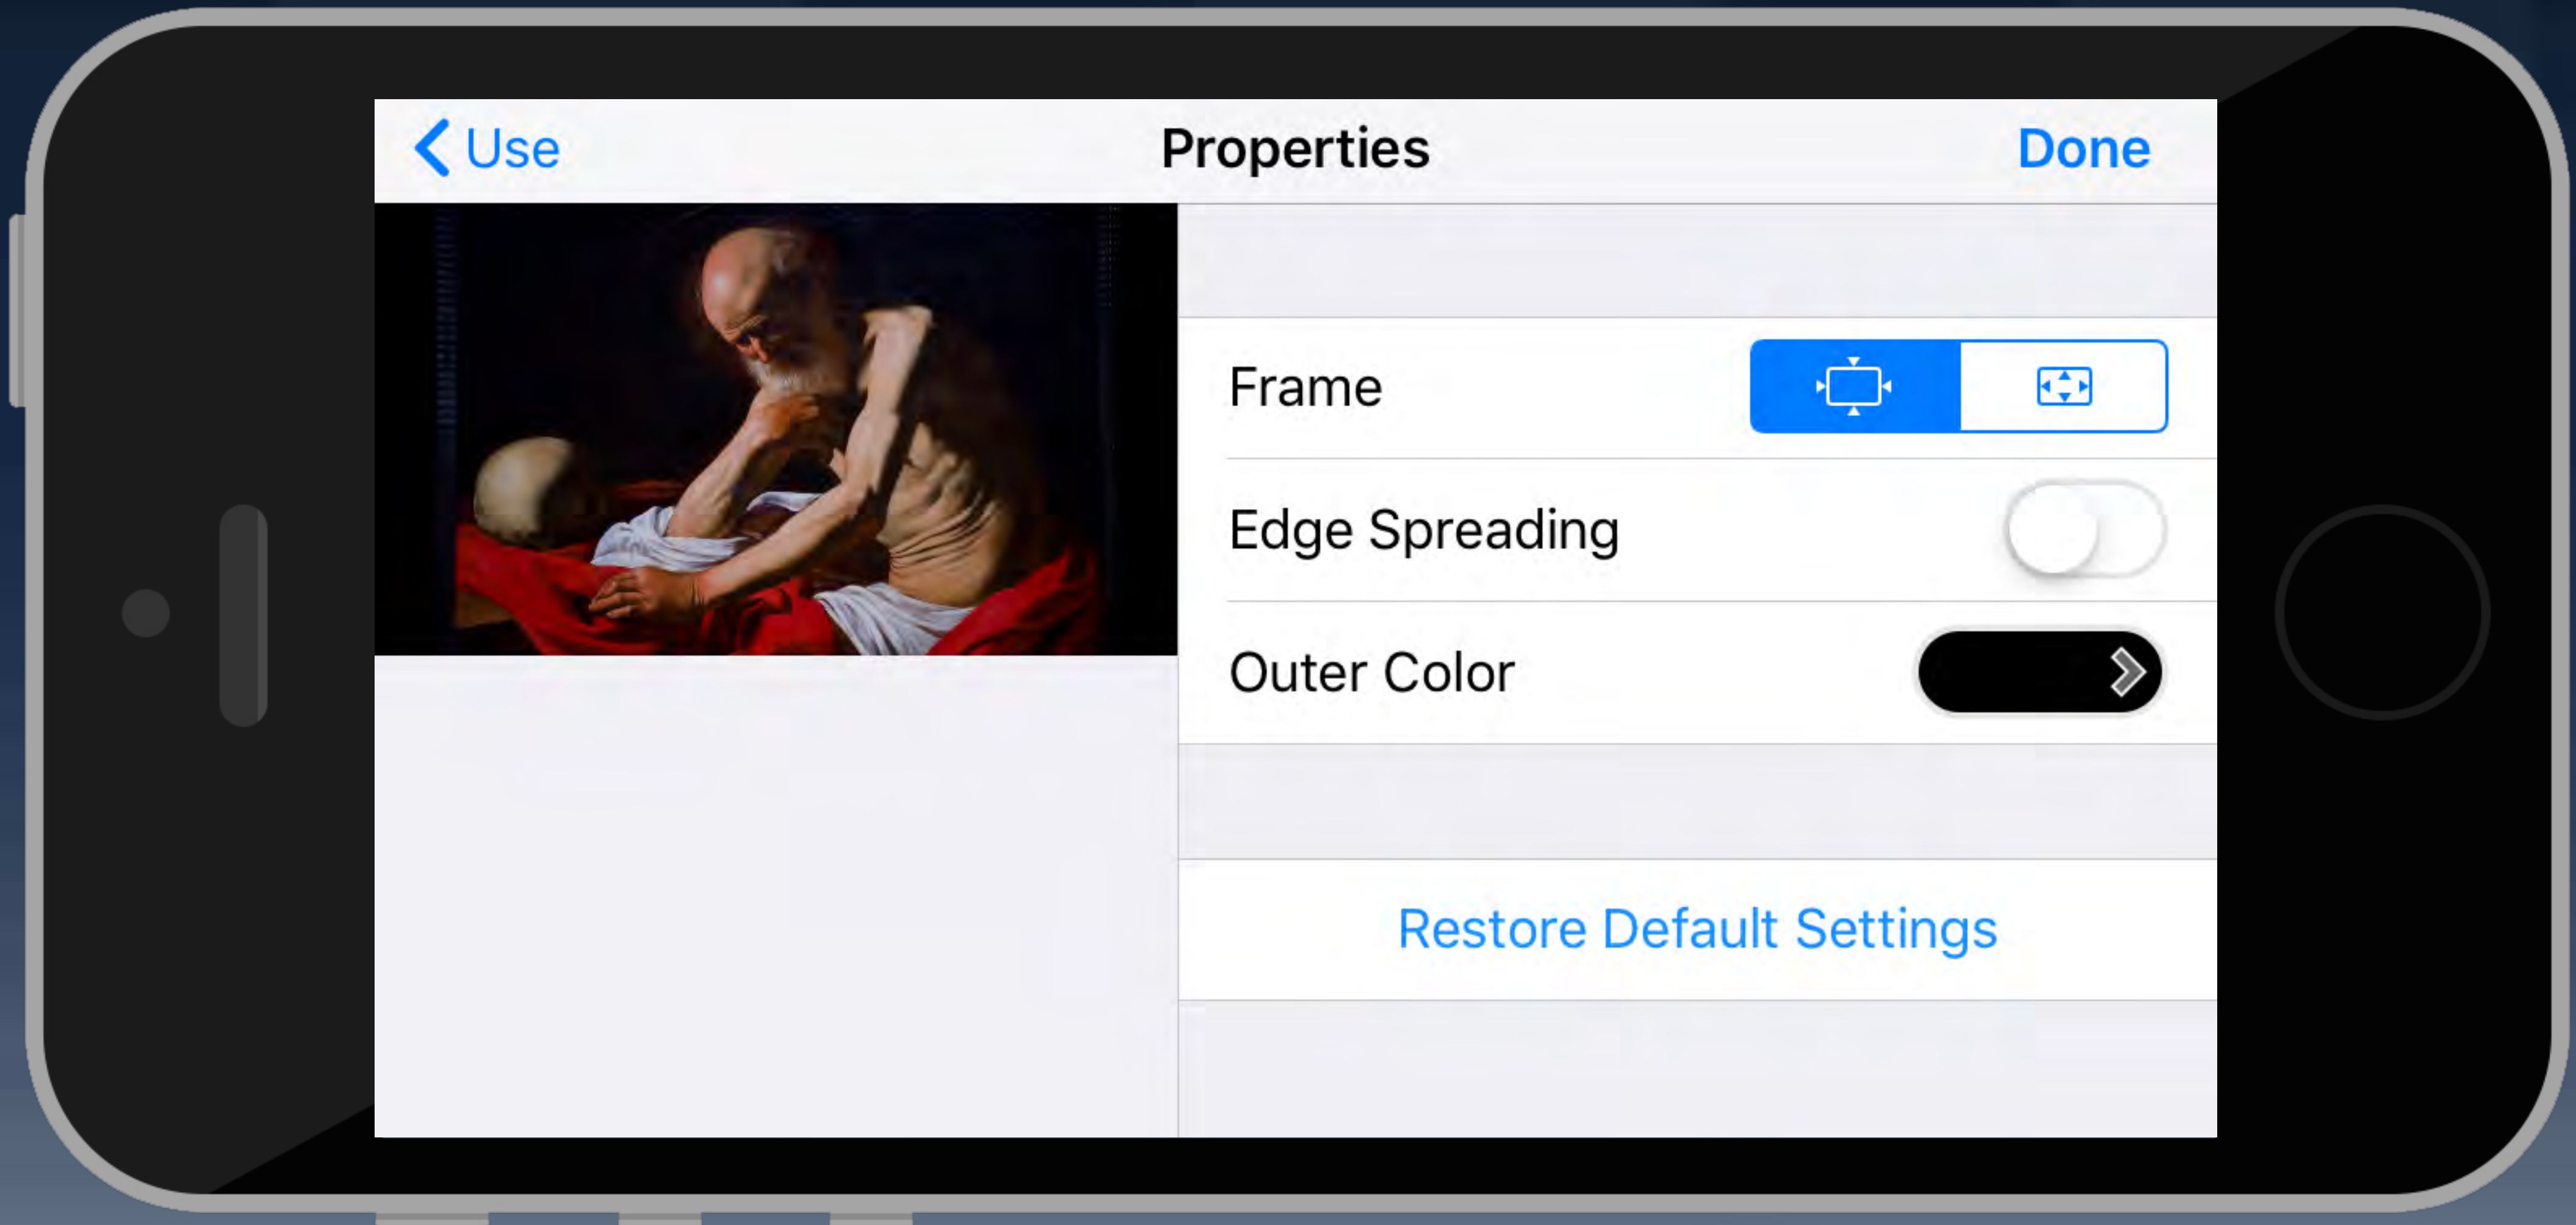 Use
Properties
Done
Frame
Edge Spreading
Outer Color
Restore Default Settings